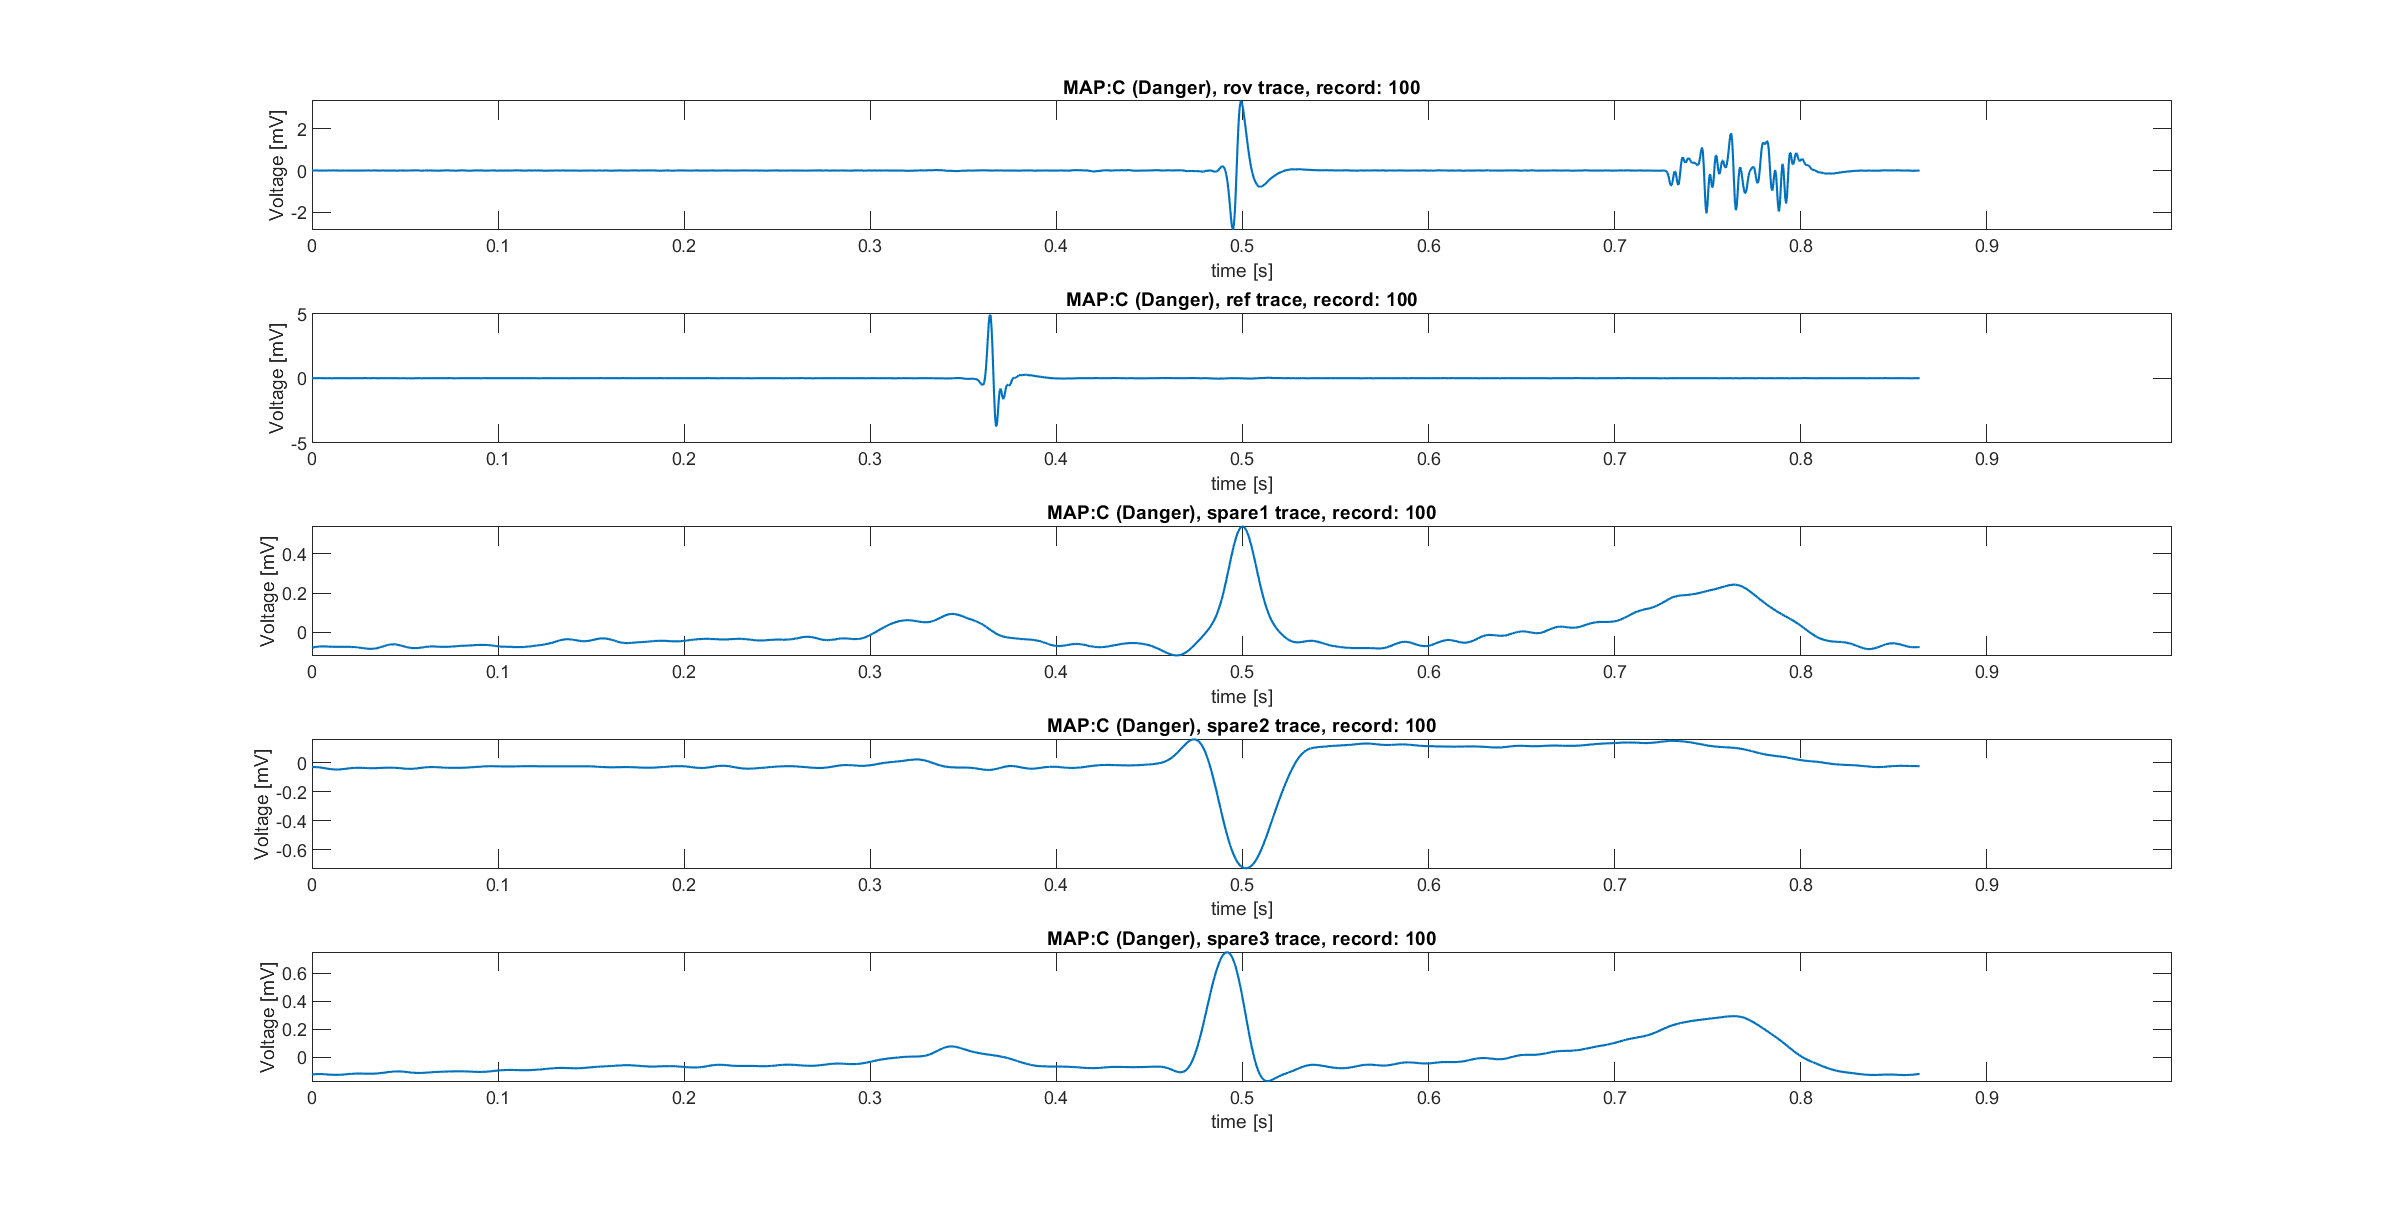 MAP:C (Danger), rov trace, record: 100
Voltage [mV]
2
0
-2
0 0.1 0.2 0.3 0.4 0.5 0.6 0.7 0.8 0.9
time [s]
MAP:C (Danger), ref trace, record: 100
Voltage [mV]
5
0
-5
0 0.1 0.2 0.3 0.4 0.5 0.6 0.7 0.8 0.9
time [s]
MAP:C (Danger), spare1 trace, record: 100
Voltage [mV]
0.4
0.2
0
0 0.1 0.2 0.3 0.4 0.5 0.6 0.7 0.8 0.9
time [s]
MAP:C (Danger), spare2 trace, record: 100
Voltage [mV]
0
-0.2
-0.4
-0.6
0 0.1 0.2 0.3 0.4 0.5 0.6 0.7 0.8 0.9
time [s]
MAP:C (Danger), spare3 trace, record: 100
Voltage [mV]
0.6
0.4
0.2
0
0 0.1 0.2 0.3 0.4 0.5 0.6 0.7 0.8 0.9
time [s]